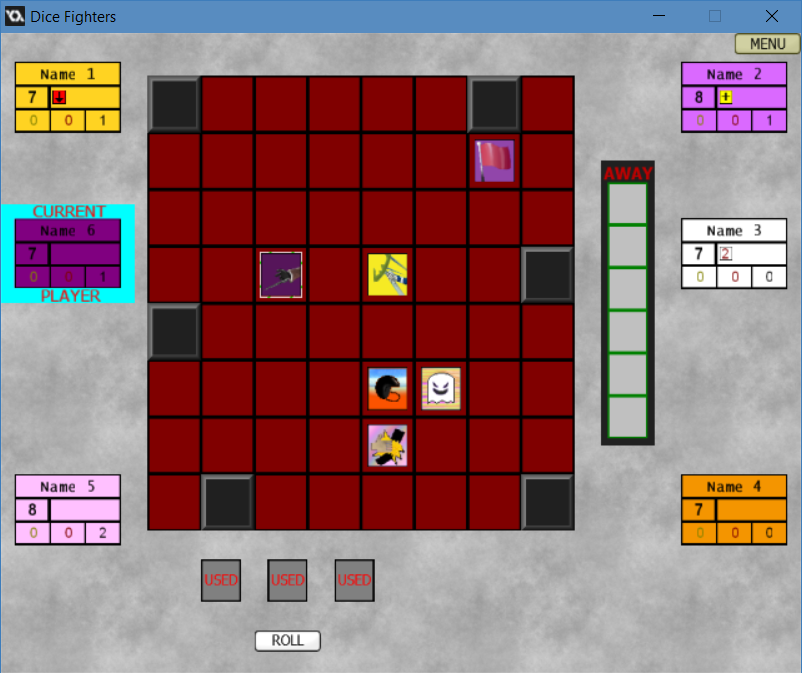 Dice Fighters
MENU
Name 1
7
0 0 1
Name 2
8 +
0 0 1
AWAY
CURRENT
Name 6
7
0 0 1
PLAYER
Name 3
7 2
0 0 0
Name 5
8
0 0 2
Name 4
7
0 0 0
USED USED USED
ROLL